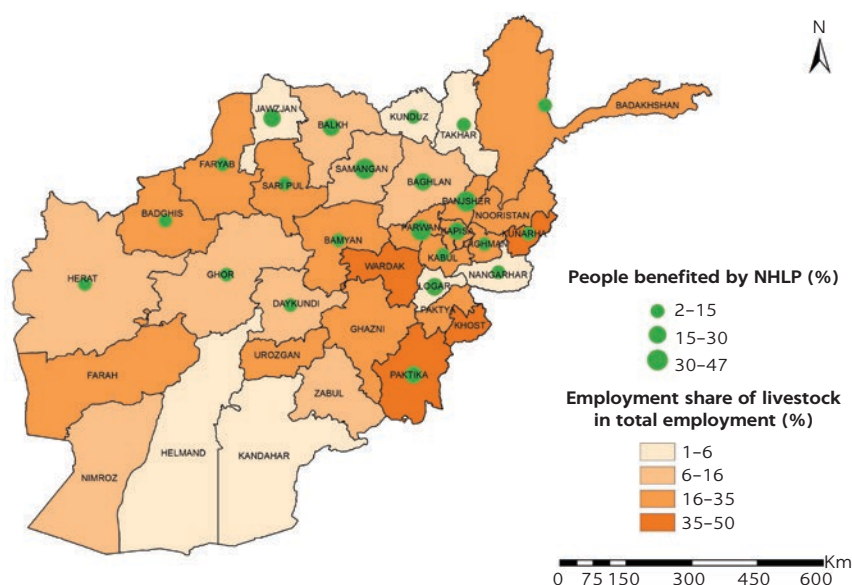 N
JAWZJAN
BALKH
KUNDUZ
TAKHAR
BADAKHSHAN
FARYAB
SARI PUL
SAMANGAN
BAGHLAN
BADGHIS
PANJSHER
NOORISTAN
BAMYAN
PARWAN
KAPISA
KUNARHA
LAGHMAN
KABUL
HERAT
GHOR
WARDAK
NANGARHAR
LOGAR
DAYKUNDI
PAKTYA
GHAZNI
KHOST
UROZGAN
FARAH
PAKTIKA
ZABUL
HELMAND
KANDAHAR
NIMROZ
People benefited by NHLP (%)
2–15
15–30
30–47
Employment share of livestock
in total employment (%)
1–6
6–16
16–35
35–50
Km
0 75 150 300 450 600